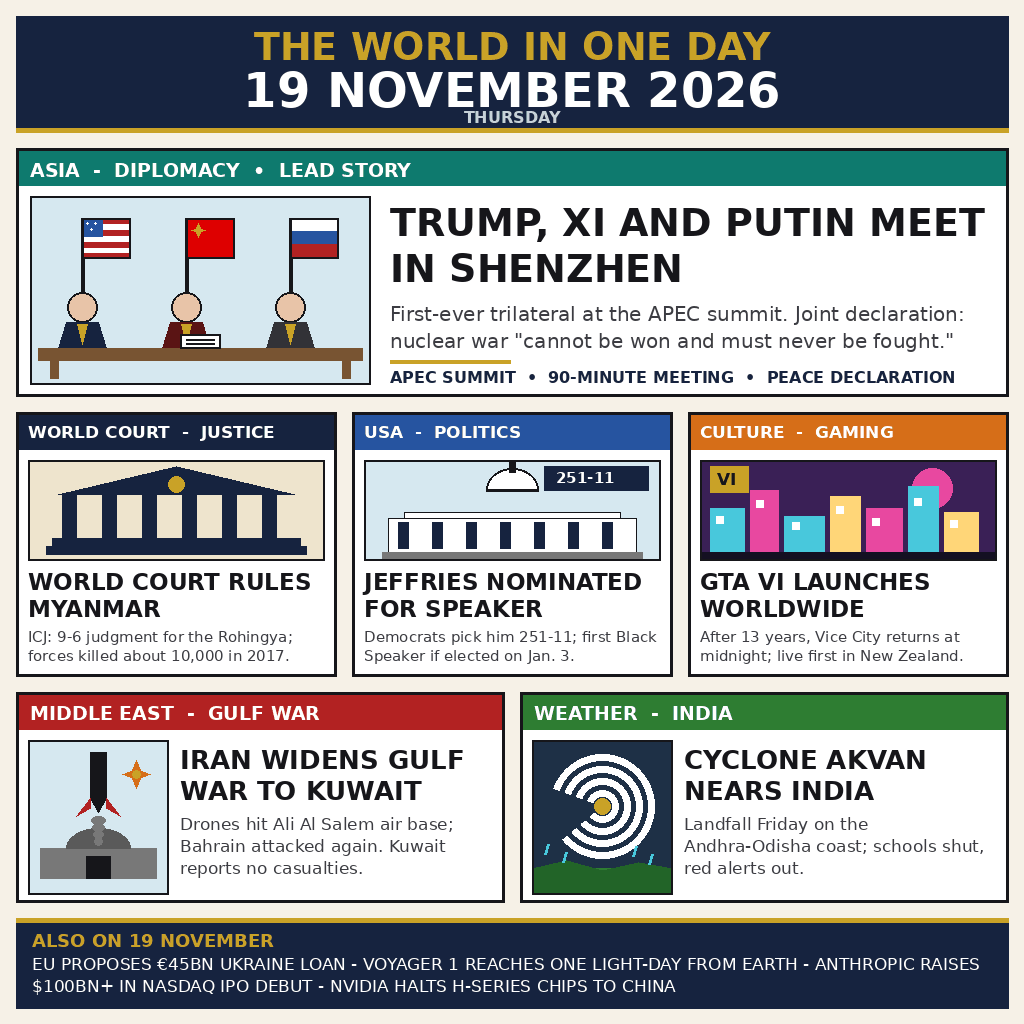 THE WORLD IN ONE DAY
19 NOVEMBER 2026
THURSDAY
ASIA - DIPLOMACY • LEAD STORY
TRUMP, XI AND PUTIN MEET
IN SHENZHEN
First-ever trilateral at the APEC summit. Joint declaration:
nuclear war "cannot be won and must never be fought."
APEC SUMMIT • 90-MINUTE MEETING • PEACE DECLARATION
WORLD COURT - JUSTICE
WORLD COURT RULES
MYANMAR
ICJ: 9-6 judgment for the Rohingya;
forces killed about 10,000 in 2017.
USA - POLITICS
251-11
JEFFRIES NOMINATED
FOR SPEAKER
Democrats pick him 251-11; first Black
Speaker if elected on Jan. 3.
CULTURE - GAMING
VI
GTA VI LAUNCHES
WORLDWIDE
After 13 years, Vice City returns at
midnight; live first in New Zealand.
MIDDLE EAST - GULF WAR
IRAN WIDENS GULF
WAR TO KUWAIT
Drones hit Ali Al Salem air base;
Bahrain attacked again. Kuwait
reports no casualties.
WEATHER - INDIA
CYCLONE AKVAN
NEARS INDIA
Landfall Friday on the
Andhra-Odisha coast; schools shut,
red alerts out.
ALSO ON 19 NOVEMBER
EU PROPOSES €45BN UKRAINE LOAN - VOYAGER 1 REACHES ONE LIGHT-DAY FROM EARTH - ANTHROPIC RAISES
$100BN+ IN NASDAQ IPO DEBUT - NVIDIA HALTS H-SERIES CHIPS TO CHINA